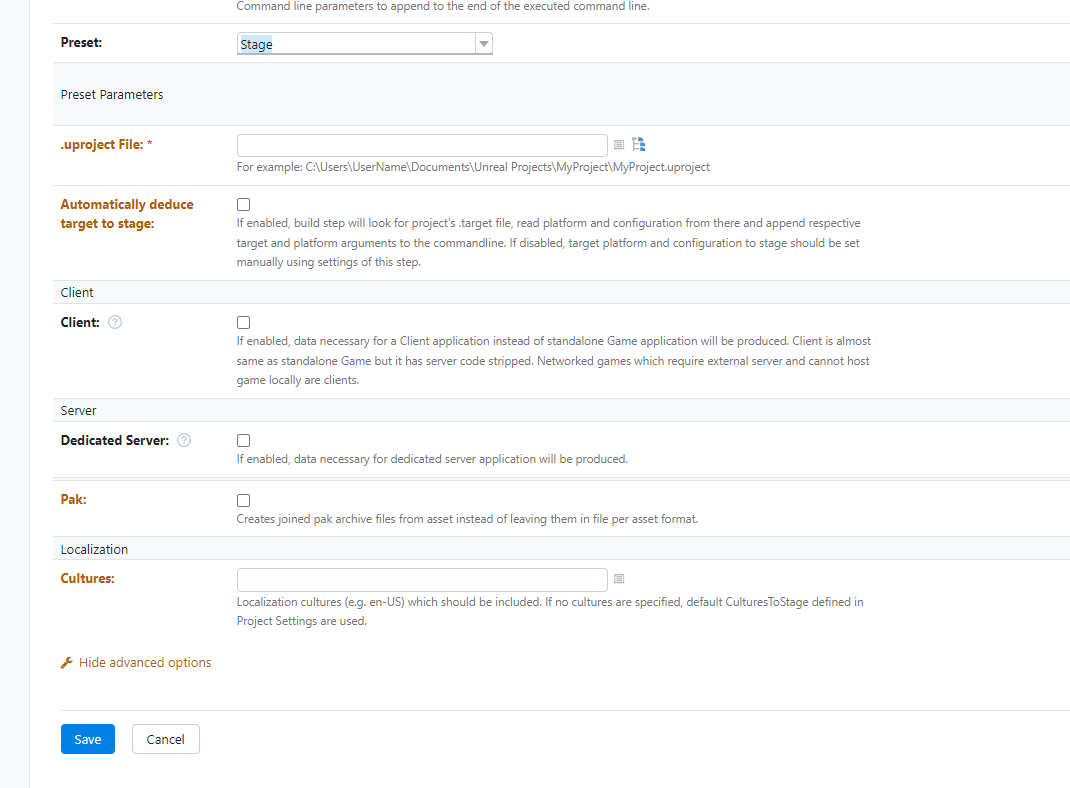 Command line parameters to append to the end of the executed command line.
Preset:
Stage
Preset Parameters
.uproject File: *
For example: C:\Users\UserName\Documents\Unreal Projects\MyProject\MyProject.uproject
Automatically deduce
target to stage:
If enabled, build step will look for project's .target file, read platform and configuration from there and append respective
target and platform arguments to the commandline. If disabled, target platform and configuration to stage should be set
manually using settings of this step.
Client
Client: ?
If enabled, data necessary for a Client application instead of standalone Game application will be produced. Client is almost
same as standalone Game but it has server code stripped. Networked games which require external server and cannot host
game locally are clients.
Server
Dedicated Server: ?
If enabled, data necessary for dedicated server application will be produced.
Pak:
Creates joined pak archive files from asset instead of leaving them in file per asset format.
Localization
Cultures:
Localization cultures (e.g. en-US) which should be included. If no cultures are specified, default CulturesToStage defined in
Project Settings are used.
Hide advanced options
Save Cancel